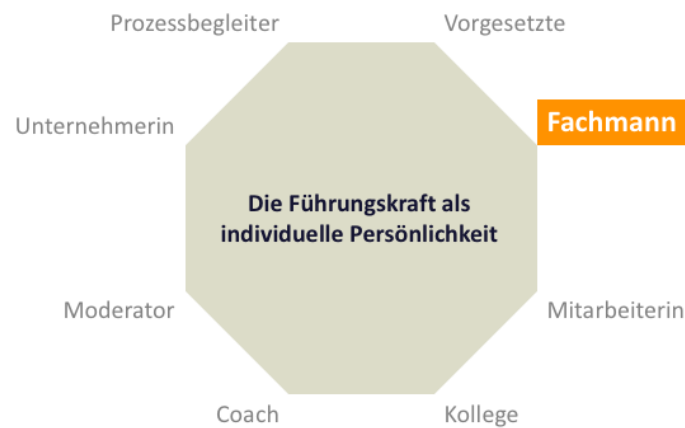 Prozessbegleiter
Vorgesetzte
Unternehmerin
Fachmann
Die Führungskraft als
individuelle Persönlichkeit
Moderator
Mitarbeiterin
Coach
Kollege